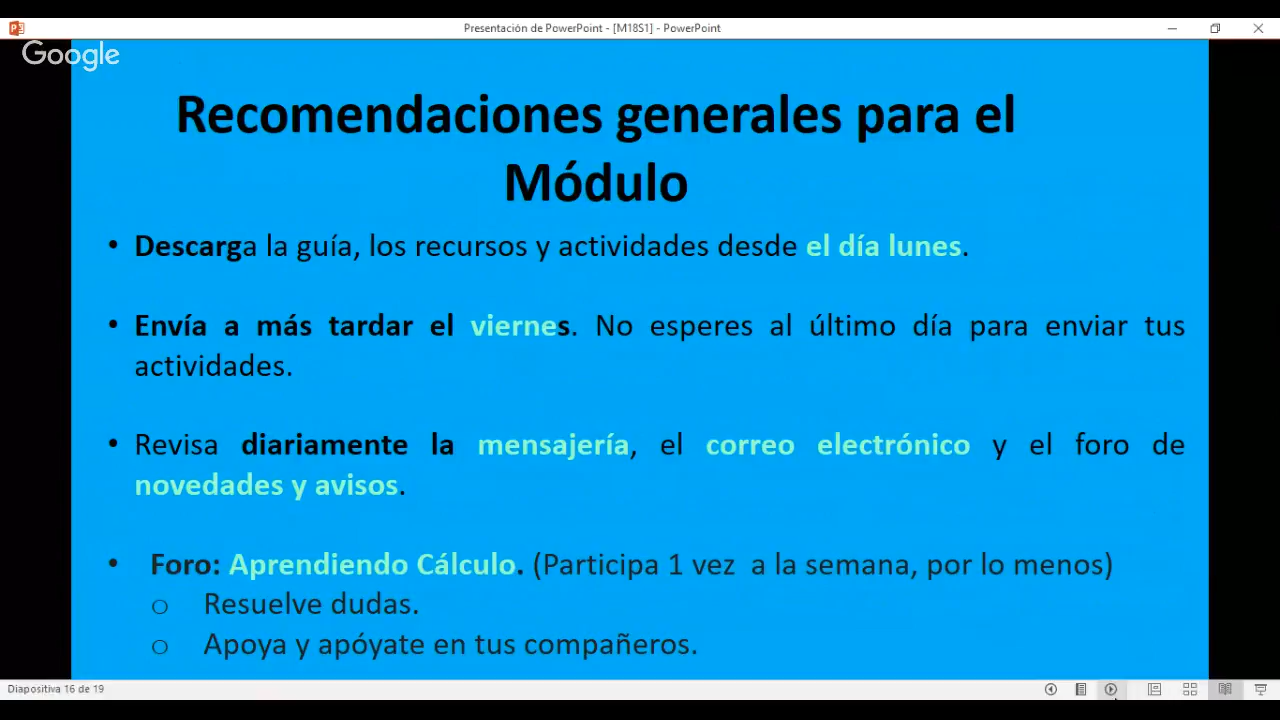 Presentación de PowerPoint - [M18S1] - PowerPoint
Google
Recomendaciones generales para el
Módulo
• Descarga la guía, los recursos y actividades desde el día lunes.
• Envía a más tardar el viernes. No esperes al último día para enviar tus
actividades.
• Revisa diariamente la mensajería, el correo electrónico y el foro de
novedades y avisos.
• Foro: Aprendiendo Cálculo. (Participa 1 vez a la semana, por lo menos)
o Resuelve dudas.
o Apoya y apóyate en tus compañeros.
Diapositiva 16 de 19